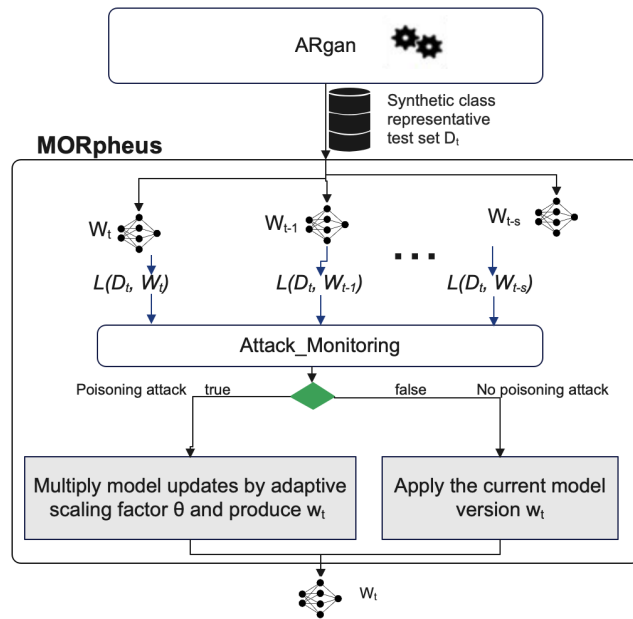 ARgan
Synthetic class
representative
test set Dt
MORpheus
Wt
Wt-1
Wt-s
...
L(Dt, Wt)
L(Dt, Wt-1)
L(Dt, Wt-s)
Attack_Monitoring
Poisoning attack true false No poisoning attack
Multiply model updates by adaptive
scaling factor θ and produce wt
Apply the current model
version wt
Wt